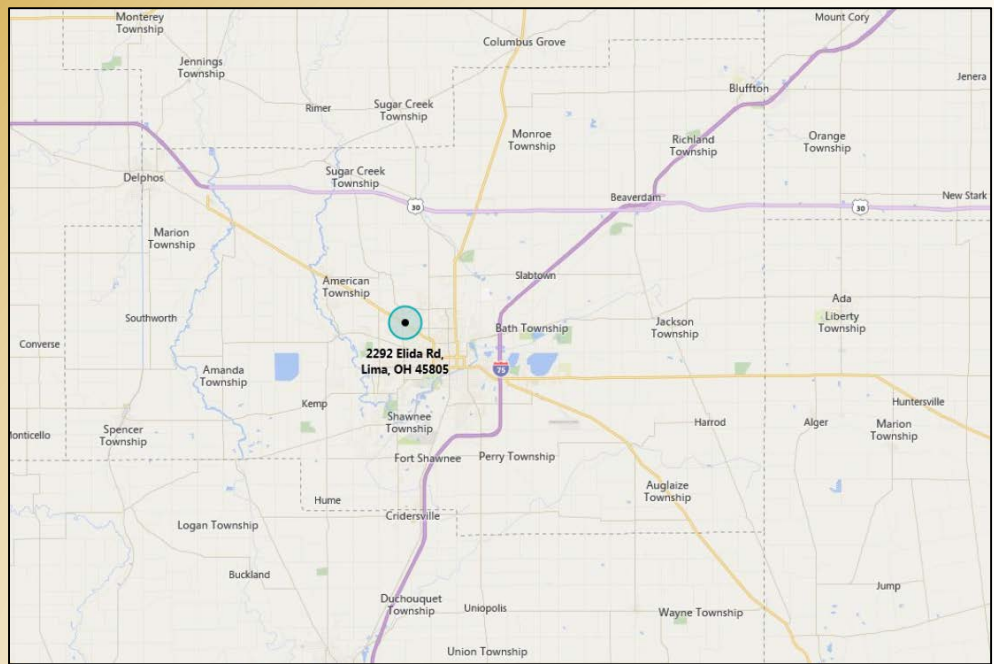 Monterey
Township
Mount Cory
Columbus Grove
Jennings
Township
Jenera
Bluffton
Rimer
Sugar Creek
Township
Monroe
Township
Richland
Township
Orange
Township
Delphos
Sugar Creek
Township
Beaverdam
New Stark
30
30
Marion
Township
Slabtown
American
Township
Ada
Liberty
Township
Southworth
Bath Township
Jackson
Township
Converse
2292 Elida Rd,
Lima, OH 45805
75
Amanda
Township
Kemp
Huntersville
Shawnee
Township
Harrod
Alger
Marion
Township
onticello
Spencer
Township
Fort Shawnee
Perry Township
Auglaize
Township
Hume
Cridersville
Logan Township
Buckland
Jump
Duchouquet
Township
Uniopolis
Wayne Township
Union Township